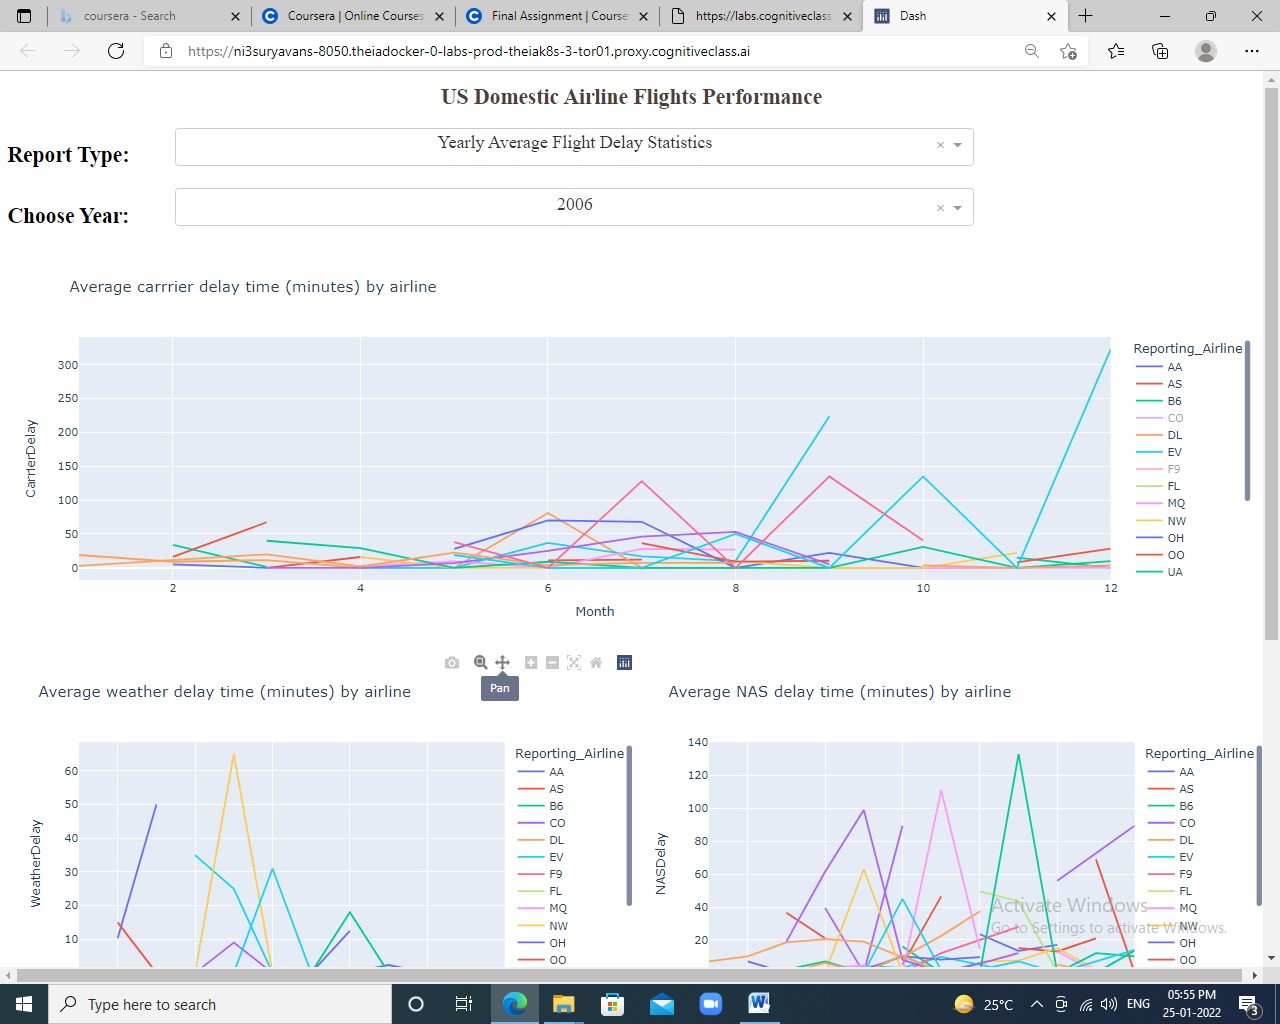 coursera - Search
Coursera | Online Courses
Final Assignment | Course
https://labs.cognitiveclass.
Dash
https://ni3suryavans-8050.theiadocker-0-labs-prod-theiak8s-3-tor01.proxy.cognitiveclass.ai
US Domestic Airline Flights Performance
Report Type:
Yearly Average Flight Delay Statistics
Choose Year:
2006
Average carrrier delay time (minutes) by airline
CarrierDelay
300
250
200
150
100
50
0
2 4 6 8 10 12
Month
Reporting_Airline
AA
AS
B6
CO
DL
EV
F9
FL
MQ
NW
OH
OO
UA
Pan
Average weather delay time (minutes) by airline
WeatherDelay
60
50
40
30
20
10
Reporting_Airline
AA
AS
B6
CO
DL
EV
F9
FL
MQ
NW
OH
OO
Average NAS delay time (minutes) by airline
NASDelay
140
120
100
80
60
40
20
Reporting_Airline
AA
AS
B6
CO
DL
EV
F9
FL
MQ
NW
OH
OO
Activate Windows
Go to Settings to activate Windows.
Type here to search
25°C
ENG
05:55 PM
25-01-2022
3